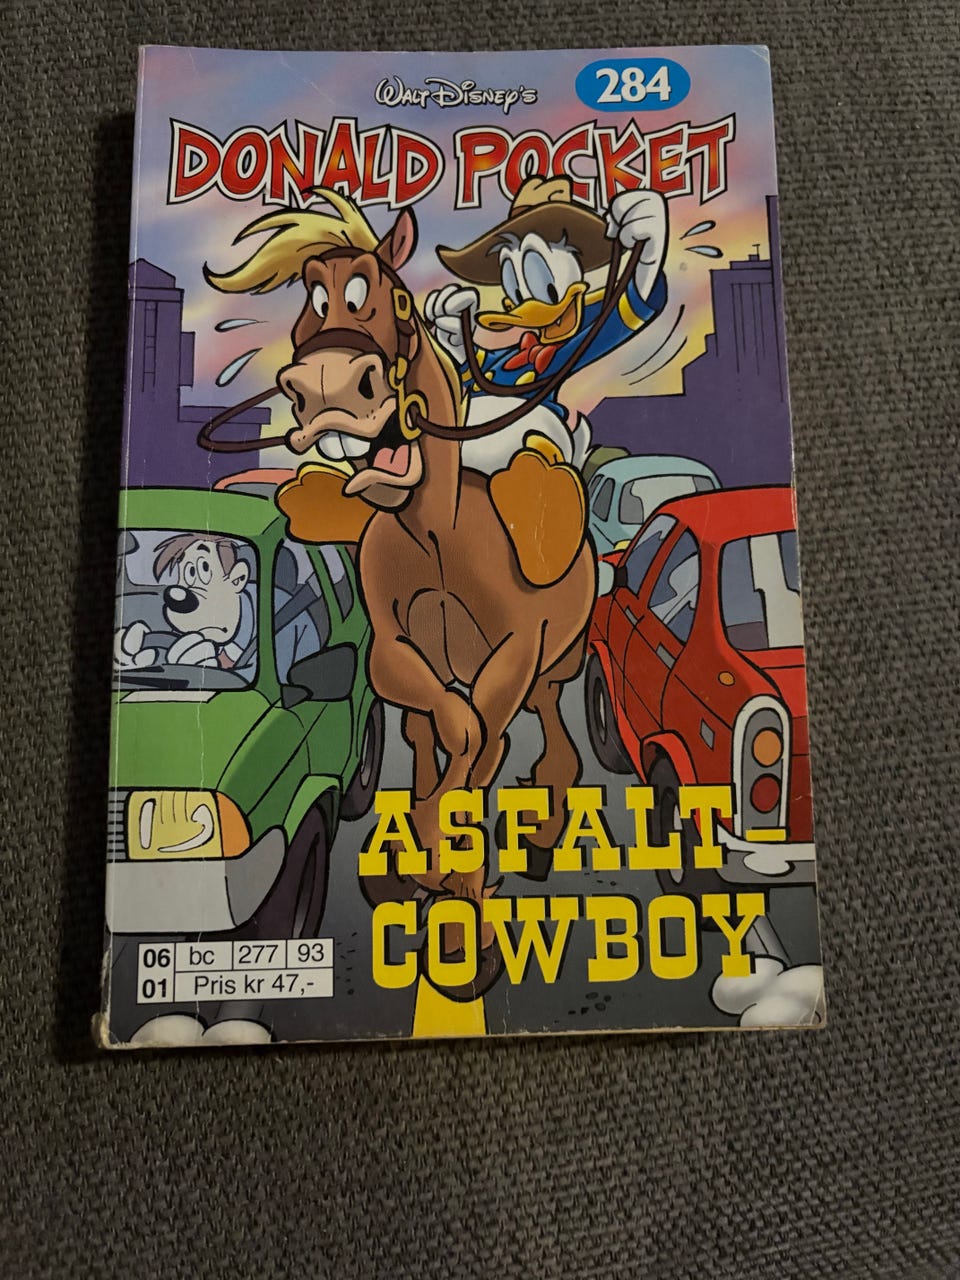 WALT DISNEY'S
284
DONALD POCKET
ASFALT-
COWBOY
06 bc 277 93
01 Pris kr 47,-